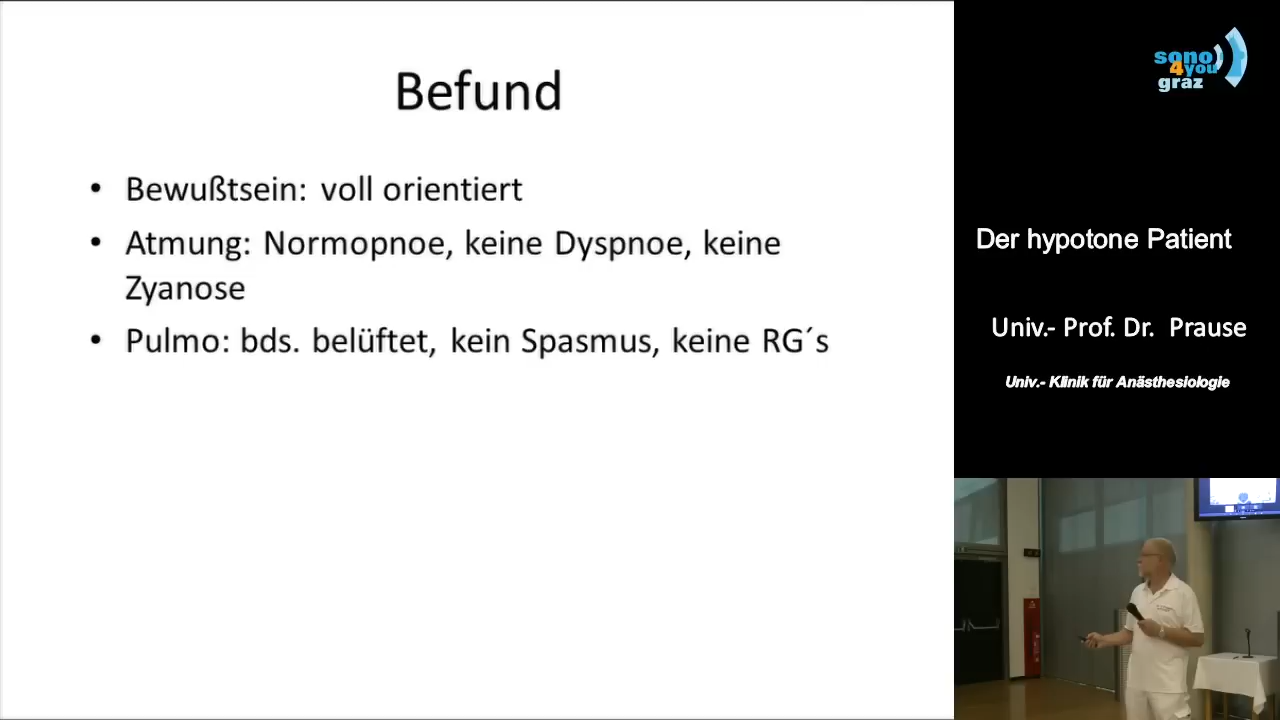 Befund
• Bewußtsein: voll orientiert
• Atmung: Normopnoe, keine Dyspnoe, keine
Zyanose
• Pulmo: bds. belüftet, kein Spasmus, keine RG´s
sono
4you
graz
Der hypotone Patient
Univ.- Prof. Dr. Prause
Univ.- Klinik für Anästhesiologie